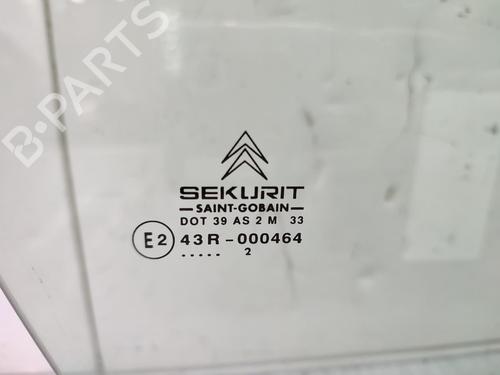 B-PARTS
SEKURIT
SAINT-GOBAIN
DOT 39 AS 2 M 33
E2 43R-000464
..... 2